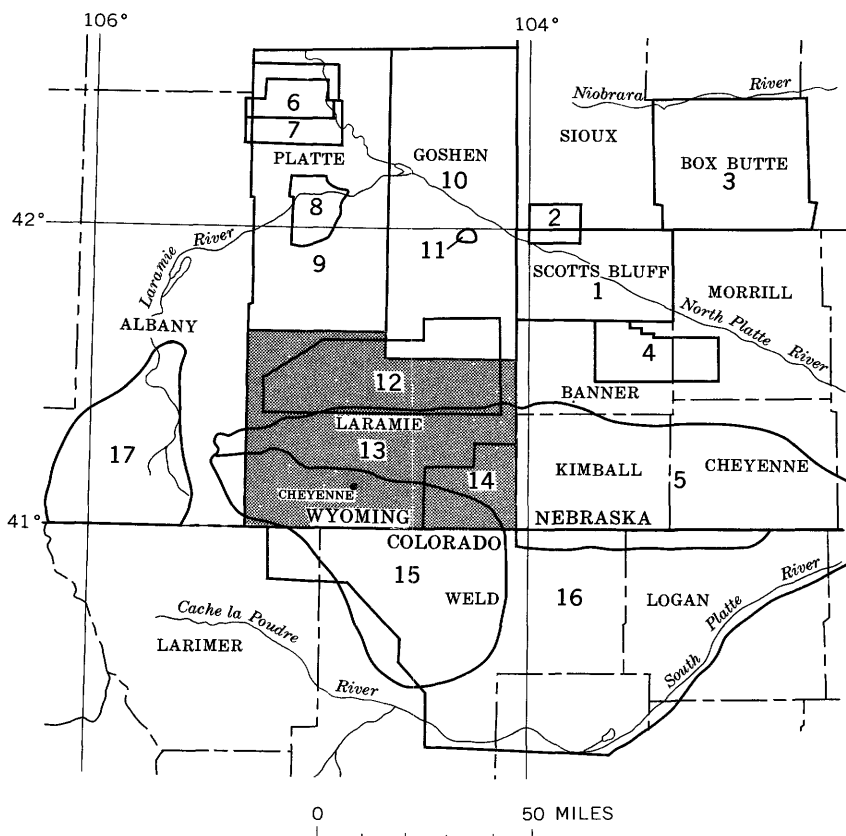 106°
104°
Niobrara River
SIOUX
6
7
PLATTE
GOSHEN
10
BOX BUTTE
3
8
2
42°
11
9
Laramie River
SCOTTS BLUFF
1
MORRILL
ALBANY
North Platte River
4
12
BANNER
LARAMIE
17
13
14
KIMBALL
5
CHEYENNE
CHEYENNE
41°
WYOMING
NEBRASKA
COLORADO
15
WELD
16
LOGAN
Cache la Poudre River
LARIMER
South Platte River
0 50 MILES